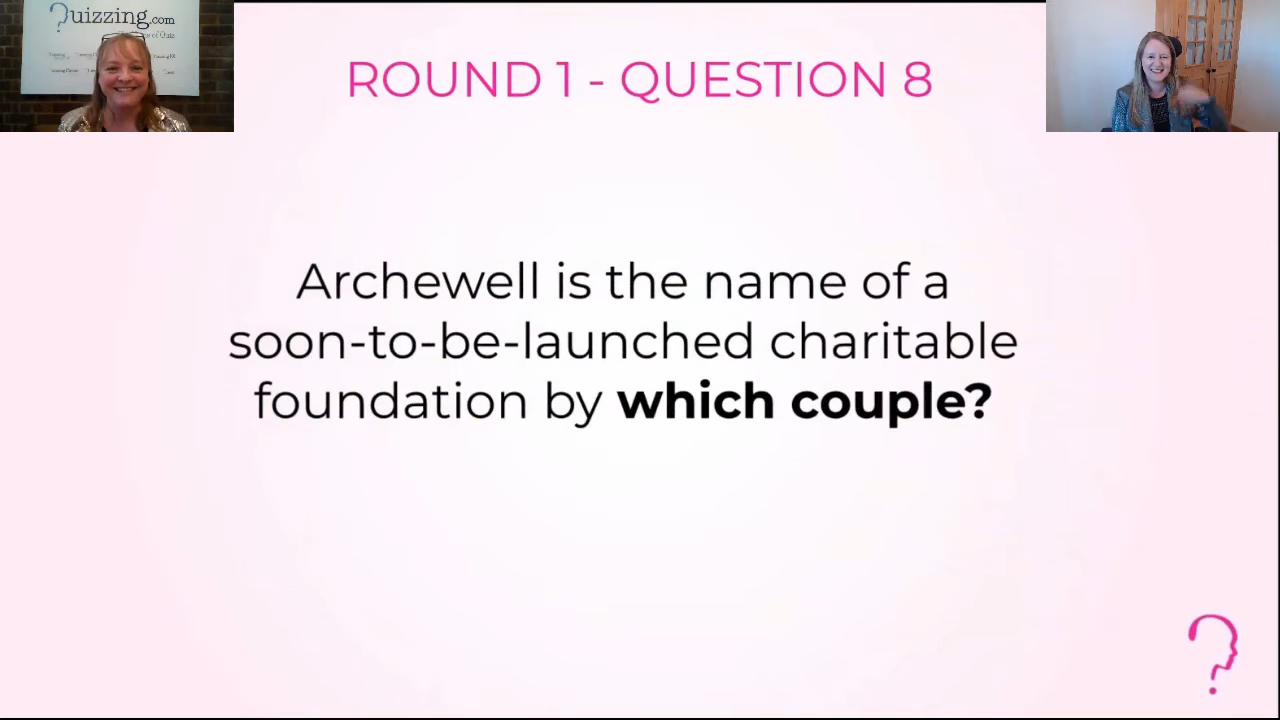 ?uizzing.com
ROUND 1 - QUESTION 8
Archewell is the name of a
soon-to-be-launched charitable
foundation by which couple?